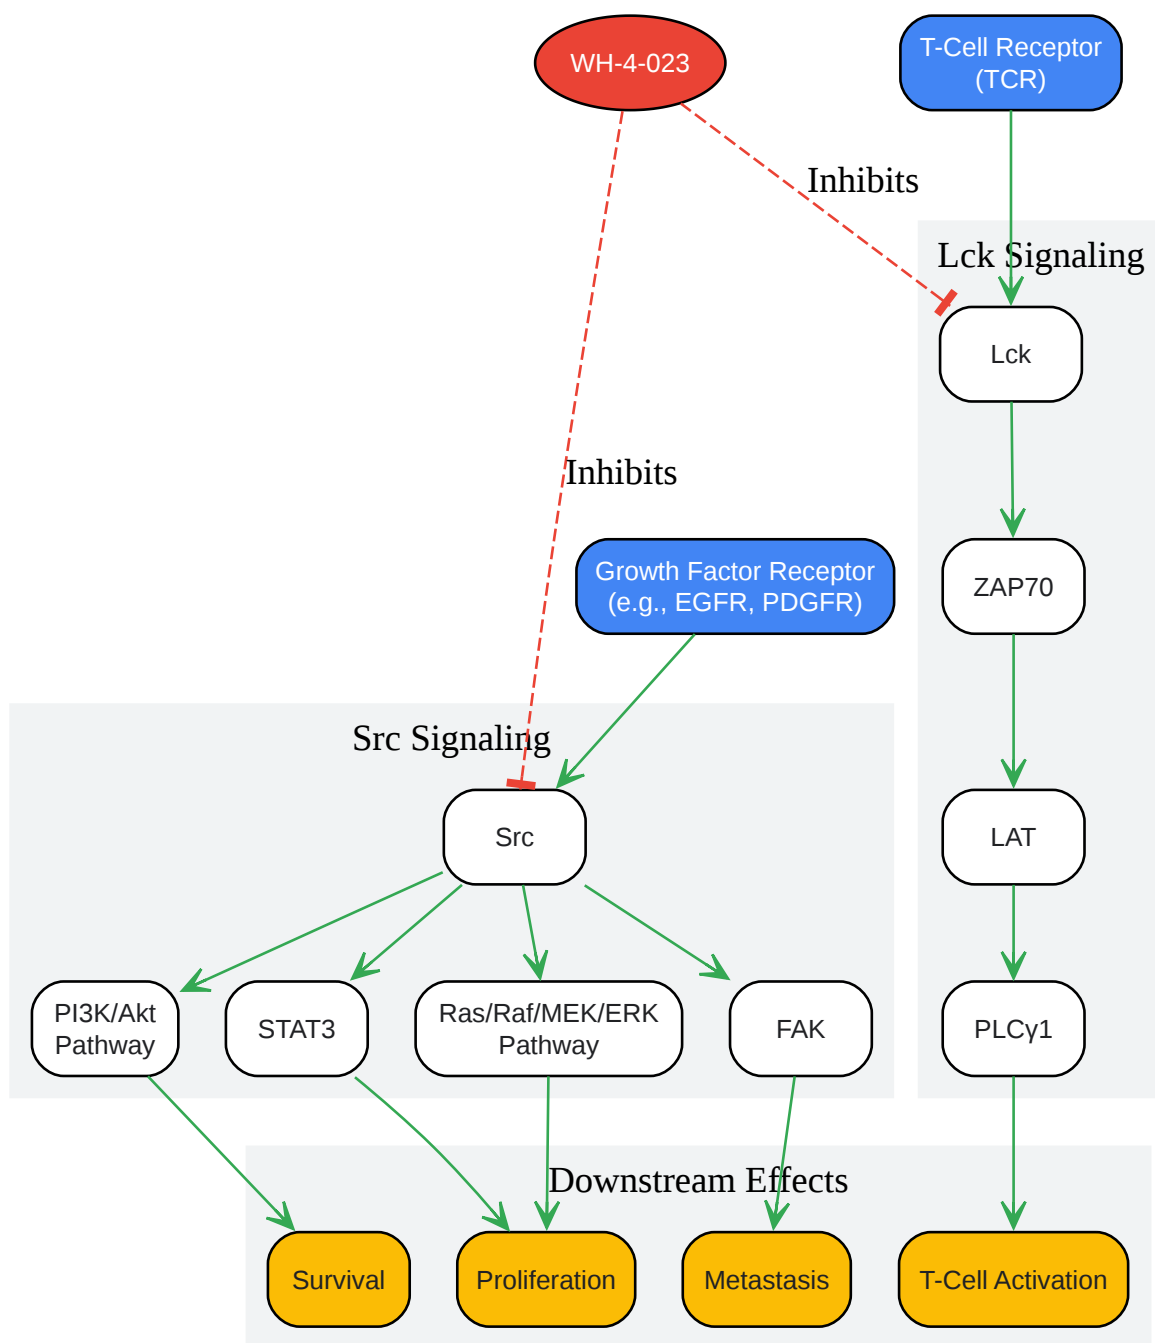 WH-4-023
T-Cell Receptor
(TCR)
Inhibits
Lck Signaling
Lck
Inhibits
Growth Factor Receptor
(e.g., EGFR, PDGFR)
ZAP70
Src Signaling
Src
LAT
PI3K/Akt
Pathway
STAT3
Ras/Raf/MEK/ERK
Pathway
FAK
PLCγ1
Downstream Effects
Survival
Proliferation
Metastasis
T-Cell Activation